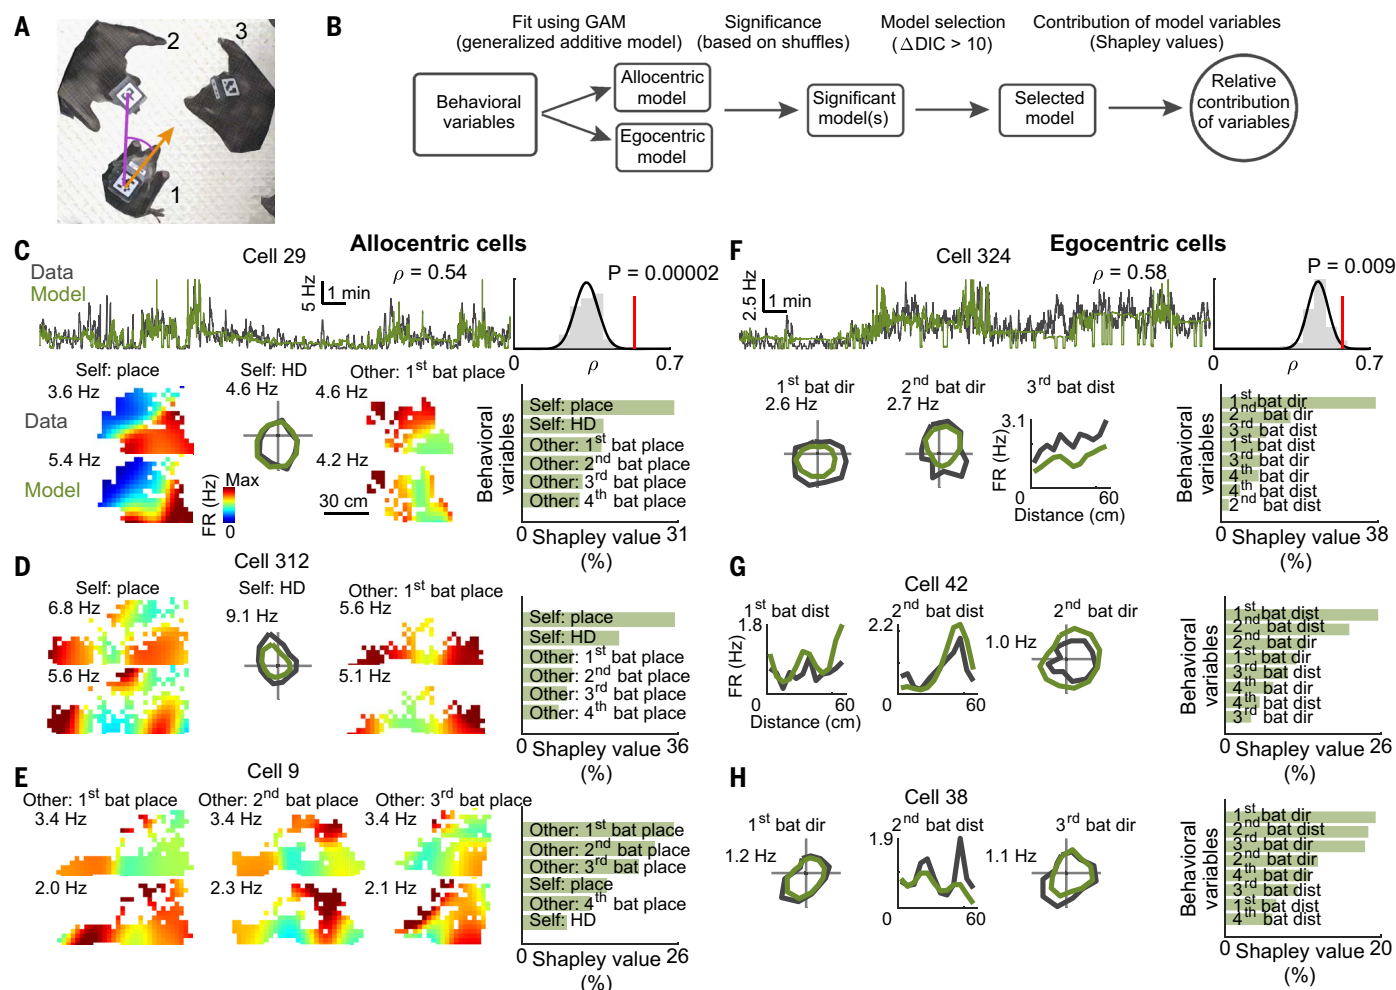 A
2
3
1
B
Fit using GAM
(generalized additive model)
Significance
(based on shuffles)
Model selection
(ΔDIC > 10)
Contribution of model variables
(Shapley values)
Behavioral
variables
Allocentric
model
Egocentric
model
Significant
model(s)
Selected
model
Relative
contribution
of variables
C
Allocentric cells
Cell 29
Data
Model
5 Hz
1 min
ρ = 0.54
P = 0.00002
0
ρ
0.7
Self: place
3.6 Hz
Data
5.4 Hz
Model
Max
FR (Hz)
0
Self: HD
4.6 Hz
Other: 1st bat place
4.6 Hz
4.2 Hz
30 cm
Behavioral
variables
Self: place
Self: HD
Other: 1st bat place
Other: 2nd bat place
Other: 3rd bat place
Other: 4th bat place
0
Shapley value
31
(%)
D
Cell 312
Self: place
6.8 Hz
5.6 Hz
Self: HD
9.1 Hz
Other: 1st bat place
5.6 Hz
5.1 Hz
Self: place
Self: HD
Other: 1st bat place
Other: 2nd bat place
Other: 3rd bat place
Other: 4th bat place
0
Shapley value
36
(%)
E
Cell 9
Other: 1st bat place
3.4 Hz
2.0 Hz
Other: 2nd bat place
3.4 Hz
2.3 Hz
Other: 3rd bat place
3.4 Hz
2.1 Hz
Other: 1st bat place
Other: 2nd bat place
Other: 3rd bat place
Self: place
Other: 4th bat place
Self: HD
0
Shapley value
26
(%)
F
Egocentric cells
Cell 324
2.5 Hz
1 min
ρ = 0.58
P = 0.009
0
ρ
0.7
1st bat dir
2.6 Hz
2nd bat dir
2.7 Hz
3rd bat dist
3.1
FR (Hz)
0
60
Distance (cm)
Behavioral
variables
1st bat dir
2nd bat dir
3rd bat dist
1st bat dist
3rd bat dir
4th bat dir
4th bat dist
2nd bat dist
0
Shapley value
38
(%)
G
Cell 42
1st bat dist
1.8
FR (Hz)
0
60
Distance (cm)
2nd bat dist
2.2
0
60
2nd bat dir
1.0 Hz
Behavioral
variables
1st bat dist
2nd bat dist
2nd bat dir
1st bat dir
3rd bat dist
4th bat dir
4th bat dist
3rd bat dir
0
Shapley value
26
(%)
H
Cell 38
1st bat dir
1.2 Hz
2nd bat dist
1.9
0
60
3rd bat dir
1.1 Hz
Behavioral
variables
1st bat dir
2nd bat dist
3rd bat dir
2nd bat dir
4th bat dir
3rd bat dist
1st bat dist
4th bat dist
0
Shapley value
20
(%)